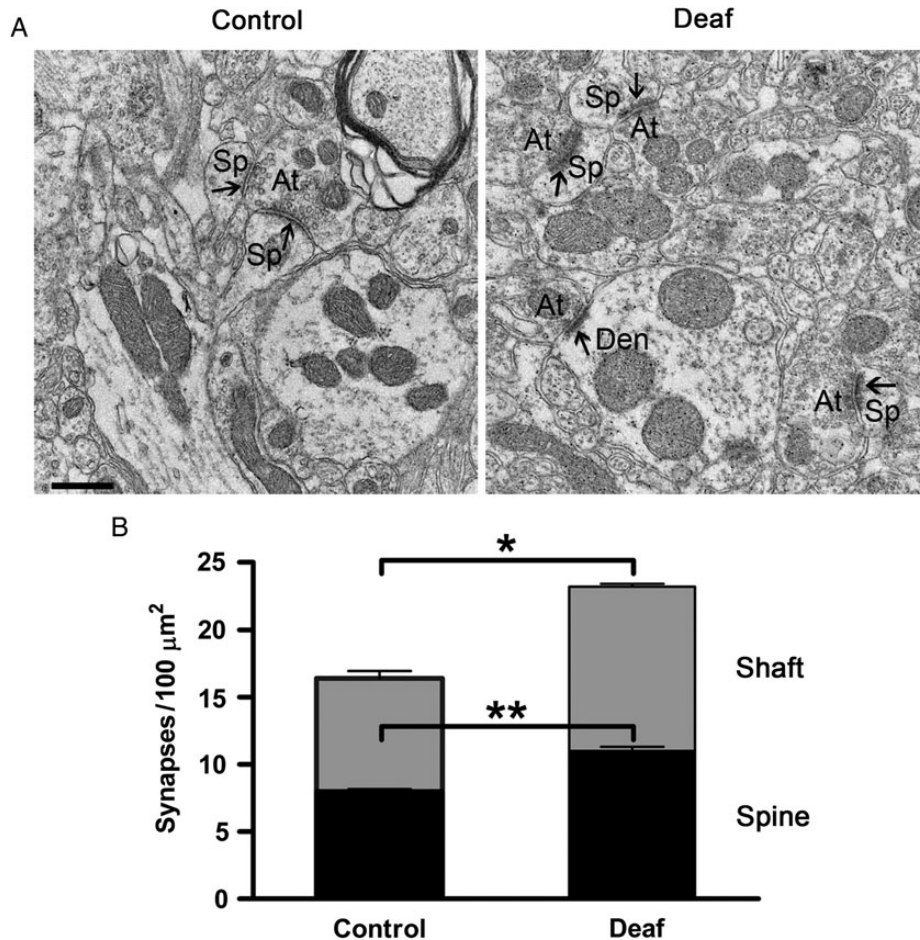 A
Control
Deaf
Sp
At
Sp
Sp
At
At
Sp
At
Den
At
Sp
B
Synapses/100 μm²
25
20
15
10
5
0
*
**
Shaft
Spine
Control
Deaf